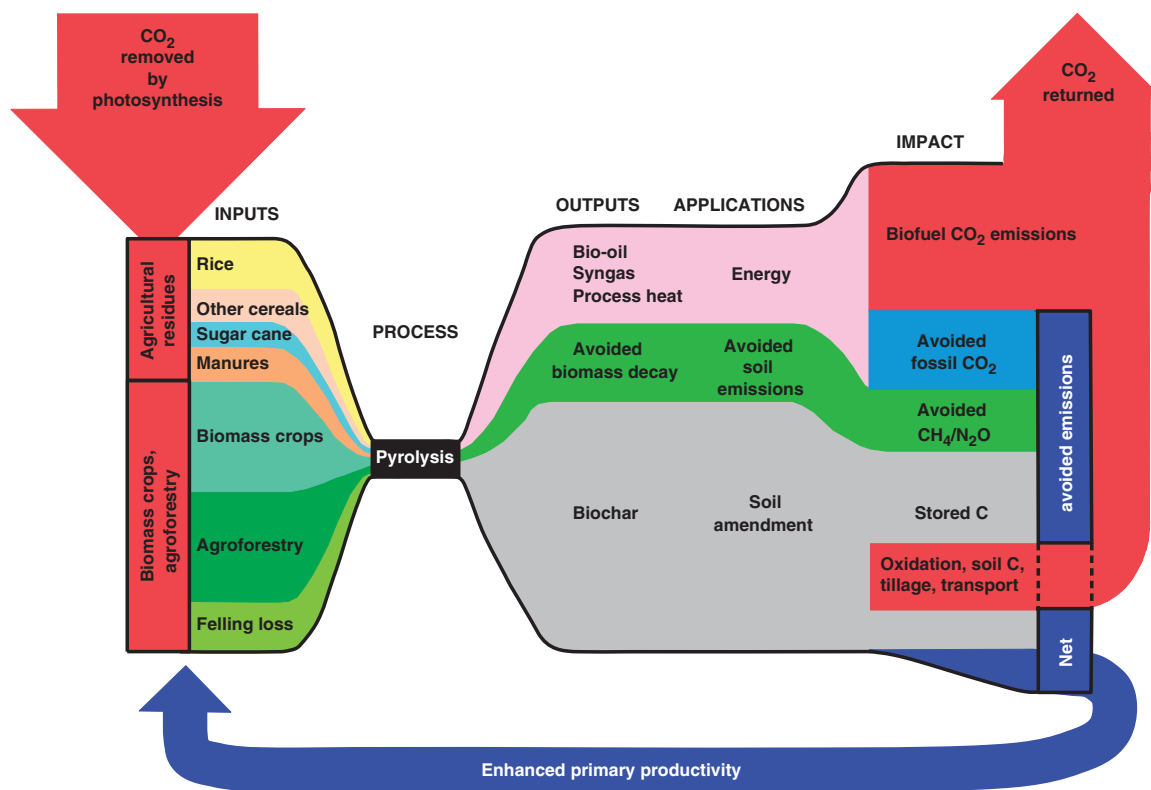 CO₂
removed
by
photosynthesis
CO₂
returned
INPUTS
PROCESS
OUTPUTS
APPLICATIONS
IMPACT
Agricultural
residues
Biomass crops,
agroforestry
Rice
Other cereals
Sugar cane
Manures
Biomass crops
Agroforestry
Felling loss
Pyrolysis
Bio-oil
Syngas
Process heat
Avoided
biomass decay
Biochar
Energy
Avoided
soil
emissions
Soil
amendment
Biofuel CO₂ emissions
Avoided
fossil CO₂
Avoided
CH₄/N₂O
Stored C
Oxidation, soil C,
tillage, transport
avoided emissions
Net
Enhanced primary productivity